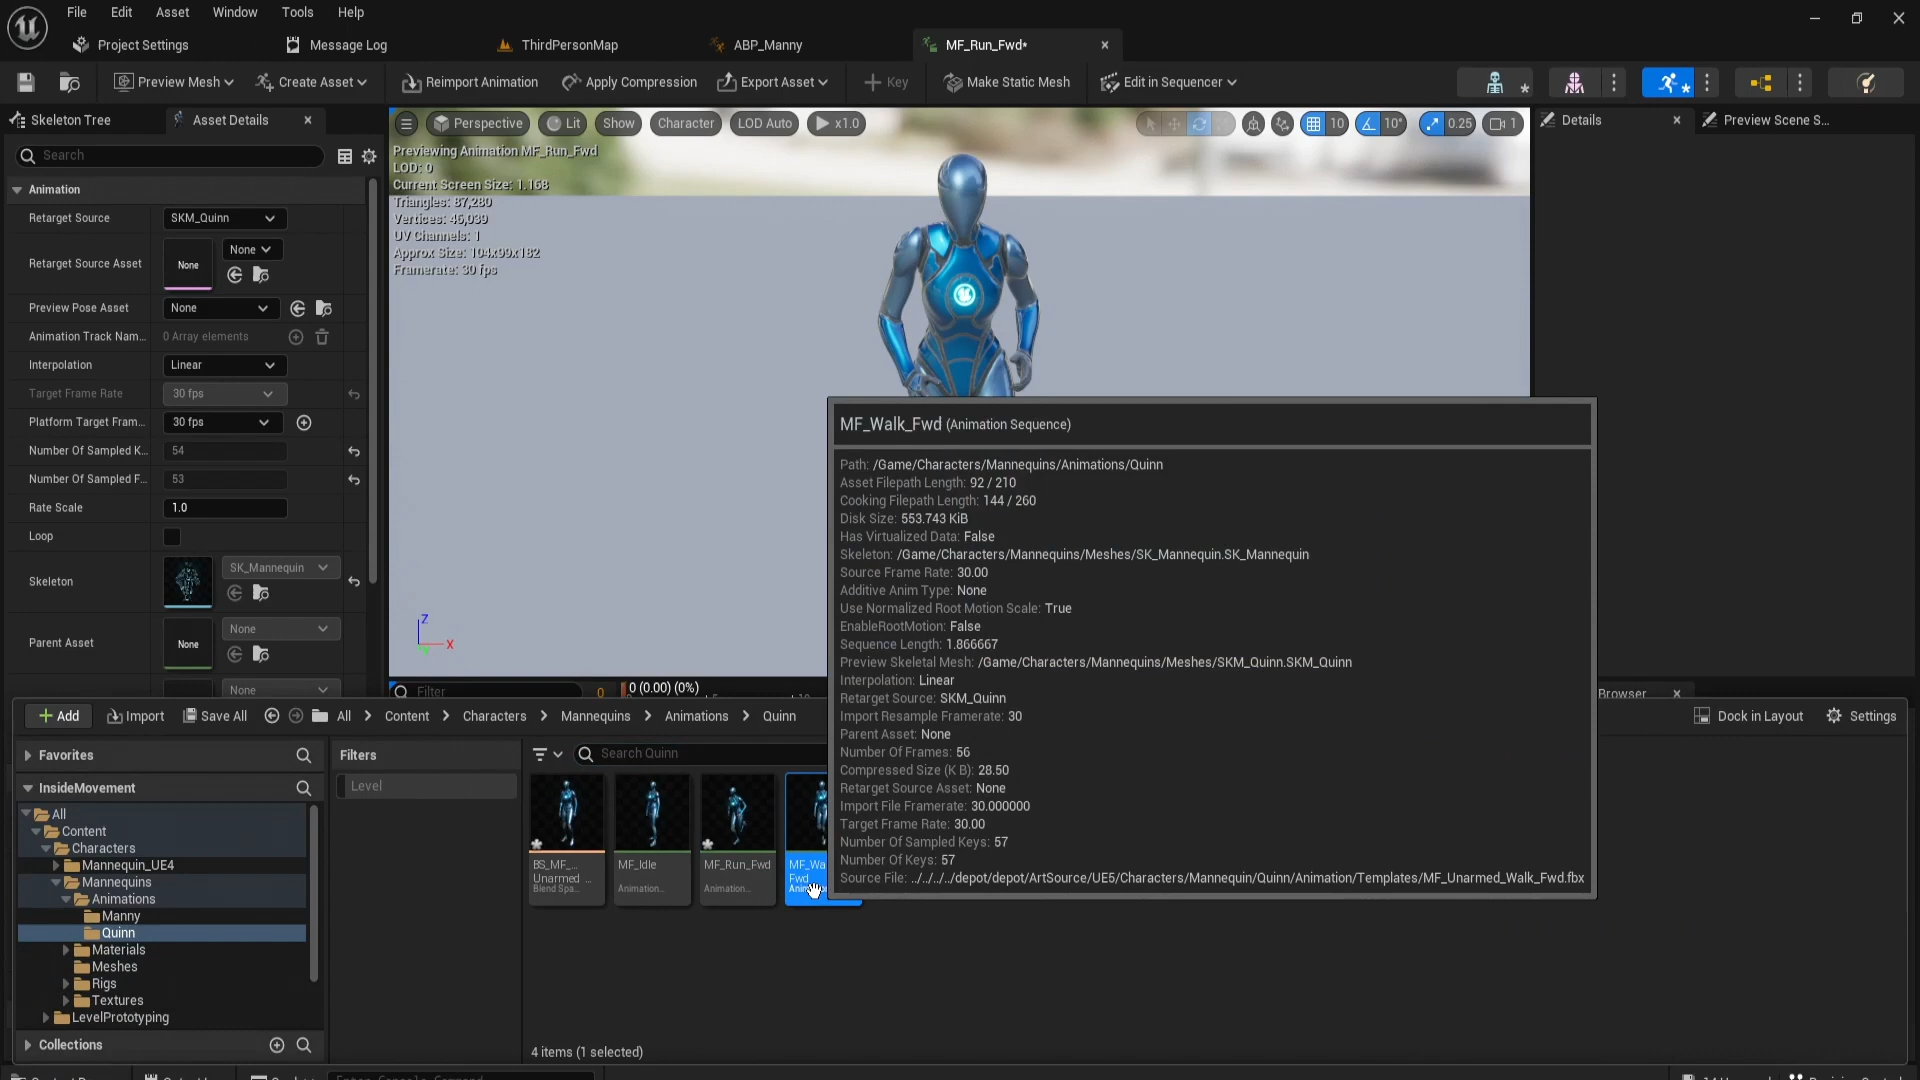 File Edit Asset Window Tools Help
Project Settings Message Log ThirdPersonMap ABP_Manny MF_Run_Fwd*
Preview Mesh Create Asset Reimport Animation Apply Compression Export Asset Key Make Static Mesh Edit in Sequencer
Skeleton Tree Asset Details
Search
Animation
Retarget Source SKM_Quinn
Retarget Source Asset None None
Preview Pose Asset None
Animation Track Nam... 0 Array elements
Interpolation Linear
Target Frame Rate 30 fps
Platform Target Fram... 30 fps
Number Of Sampled K... 54
Number Of Sampled F... 53
Rate Scale 1.0
Loop
Skeleton SK_Mannequin
Parent Asset None None
None
Perspective Lit Show Character LOD Auto x1.0 10 10° 0.25 1
Previewing Animation MF_Run_Fwd
LOD: 0
Current Screen Size: 1.168
Triangles: 87,280
Vertices: 46,039
UV Channels: 1
Approx Size: 104x99x182
Framerate: 30 fps
Z
X
Filter 0 0 (0.00) (0%)
Details Preview Scene S...
Browser
MF_Walk_Fwd (Animation Sequence)
Path: /Game/Characters/Mannequins/Animations/Quinn
Asset Filepath Length: 92 / 210
Cooking Filepath Length: 144 / 260
Disk Size: 553.743 KiB
Has Virtualized Data: False
Skeleton: /Game/Characters/Mannequins/Meshes/SK_Mannequin.SK_Mannequin
Source Frame Rate: 30.00
Additive Anim Type: None
Use Normalized Root Motion Scale: True
EnableRootMotion: False
Sequence Length: 1.866667
Preview Skeletal Mesh: /Game/Characters/Mannequins/Meshes/SKM_Quinn.SKM_Quinn
Interpolation: Linear
Retarget Source: SKM_Quinn
Import Resample Framerate: 30
Parent Asset: None
Number Of Frames: 56
Compressed Size (K B): 28.50
Retarget Source Asset: None
Import File Framerate: 30.000000
Target Frame Rate: 30.00
Number Of Sampled Keys: 57
Number Of Keys: 57
Source File: ../../../../depot/depot/ArtSource/UE5/Characters/Mannequin/Quinn/Animation/Templates/MF_Unarmed_Walk_Fwd.fbx
Add Import Save All All Content Characters Mannequins Animations Quinn Dock in Layout Settings
Favorites
InsideMovement
All
Content
Characters
Mannequin_UE4
Mannequins
Animations
Manny
Quinn
Materials
Meshes
Rigs
Textures
LevelPrototyping
Collections
Filters
Level
Search Quinn
BS_MF_...
Unarmed ...
Blend Spa...
MF_Idle
Animation...
MF_Run_Fwd
Animation...
MF_Wa
Fwd
4 items (1 selected)